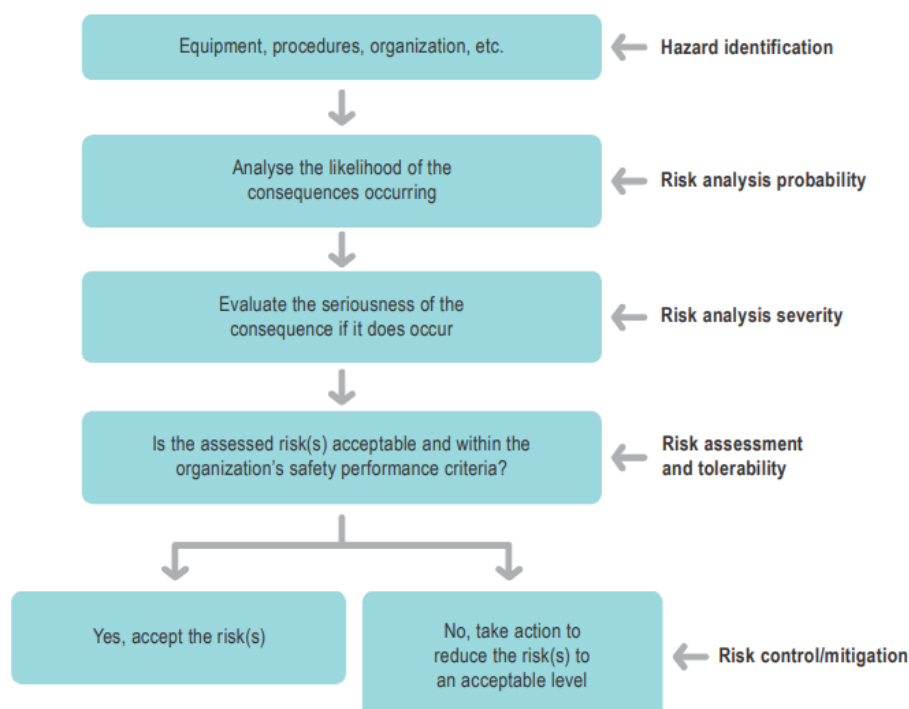 Equipment, procedures, organization, etc.
Hazard identification
Analyse the likelihood of the
consequences occurring
Risk analysis probability
Evaluate the seriousness of the
consequence if it does occur
Risk analysis severity
Is the assessed risk(s) acceptable and within the
organization's safety performance criteria?
Risk assessment
and tolerability
Yes, accept the risk(s)
No, take action to
reduce the risk(s) to
an acceptable level
Risk control/mitigation